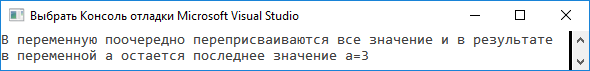 Выбрать Консоль отладки Microsoft Visual Studio
В переменную поочередно переприсваиваются все значение и в результате
в переменной a остается последнее значение a=3